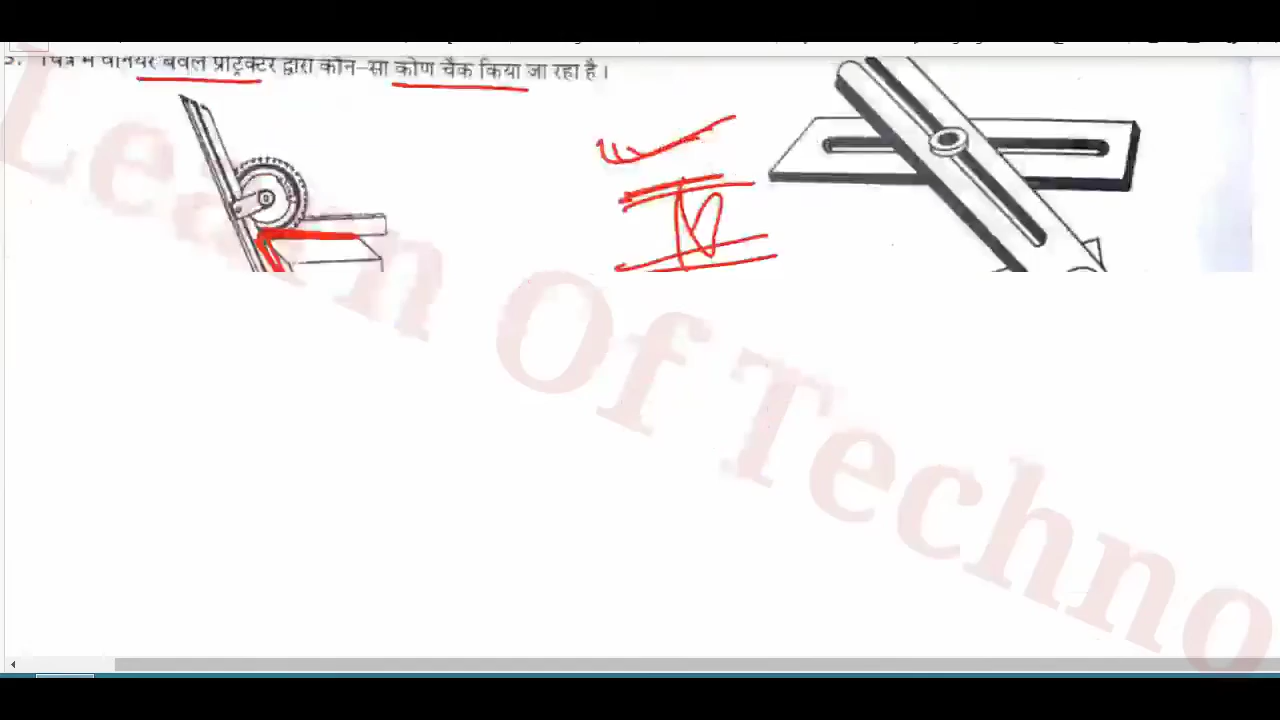 चित्र में वर्नियर बैवल प्रोट्रेक्टर द्वारा कौन-सा कोण चैक किया जा रहा है।
Learn Of Techno